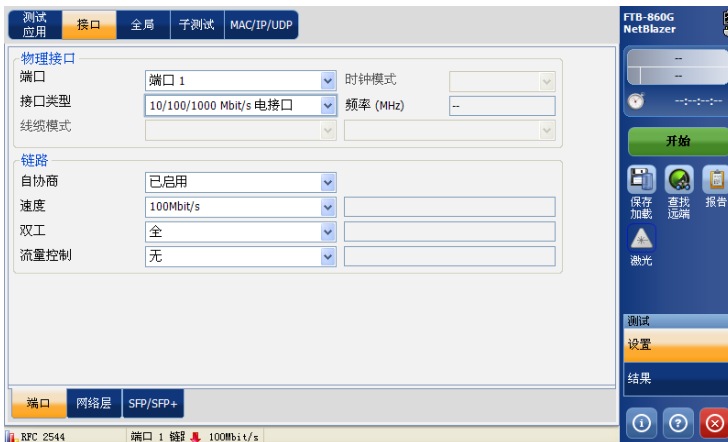 测试
应用
接口
全局
子测试
MAC/IP/UDP
物理接口
端口
端口 1
时钟模式
接口类型
10/100/1000 Mbit/s 电接口
频率 (MHz)
--
线缆模式
链路
自协商
已启用
速度
100Mbit/s
双工
全
流量控制
无
端口
网络层
SFP/SFP+
RFC 2544
端口 1 链
100Mbit/s
FTB-860G
NetBlazer
--
--
--:--:--
开始
保存
加载
查找
远端
报告
激光
测试
设置
结果